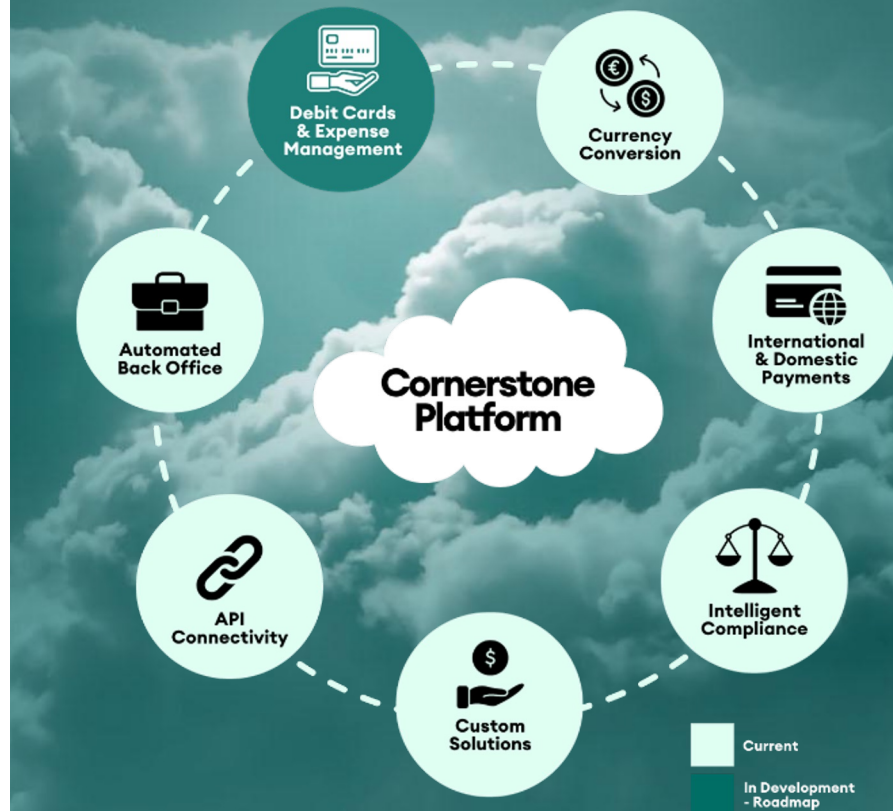 Debit Cards
& Expense
Management
Currency
Conversion
Automated
Back Office
Cornerstone
Platform
International
& Domestic
Payments
API
Connectivity
Intelligent
Compliance
Custom
Solutions
Current
In Development
- Roadmap